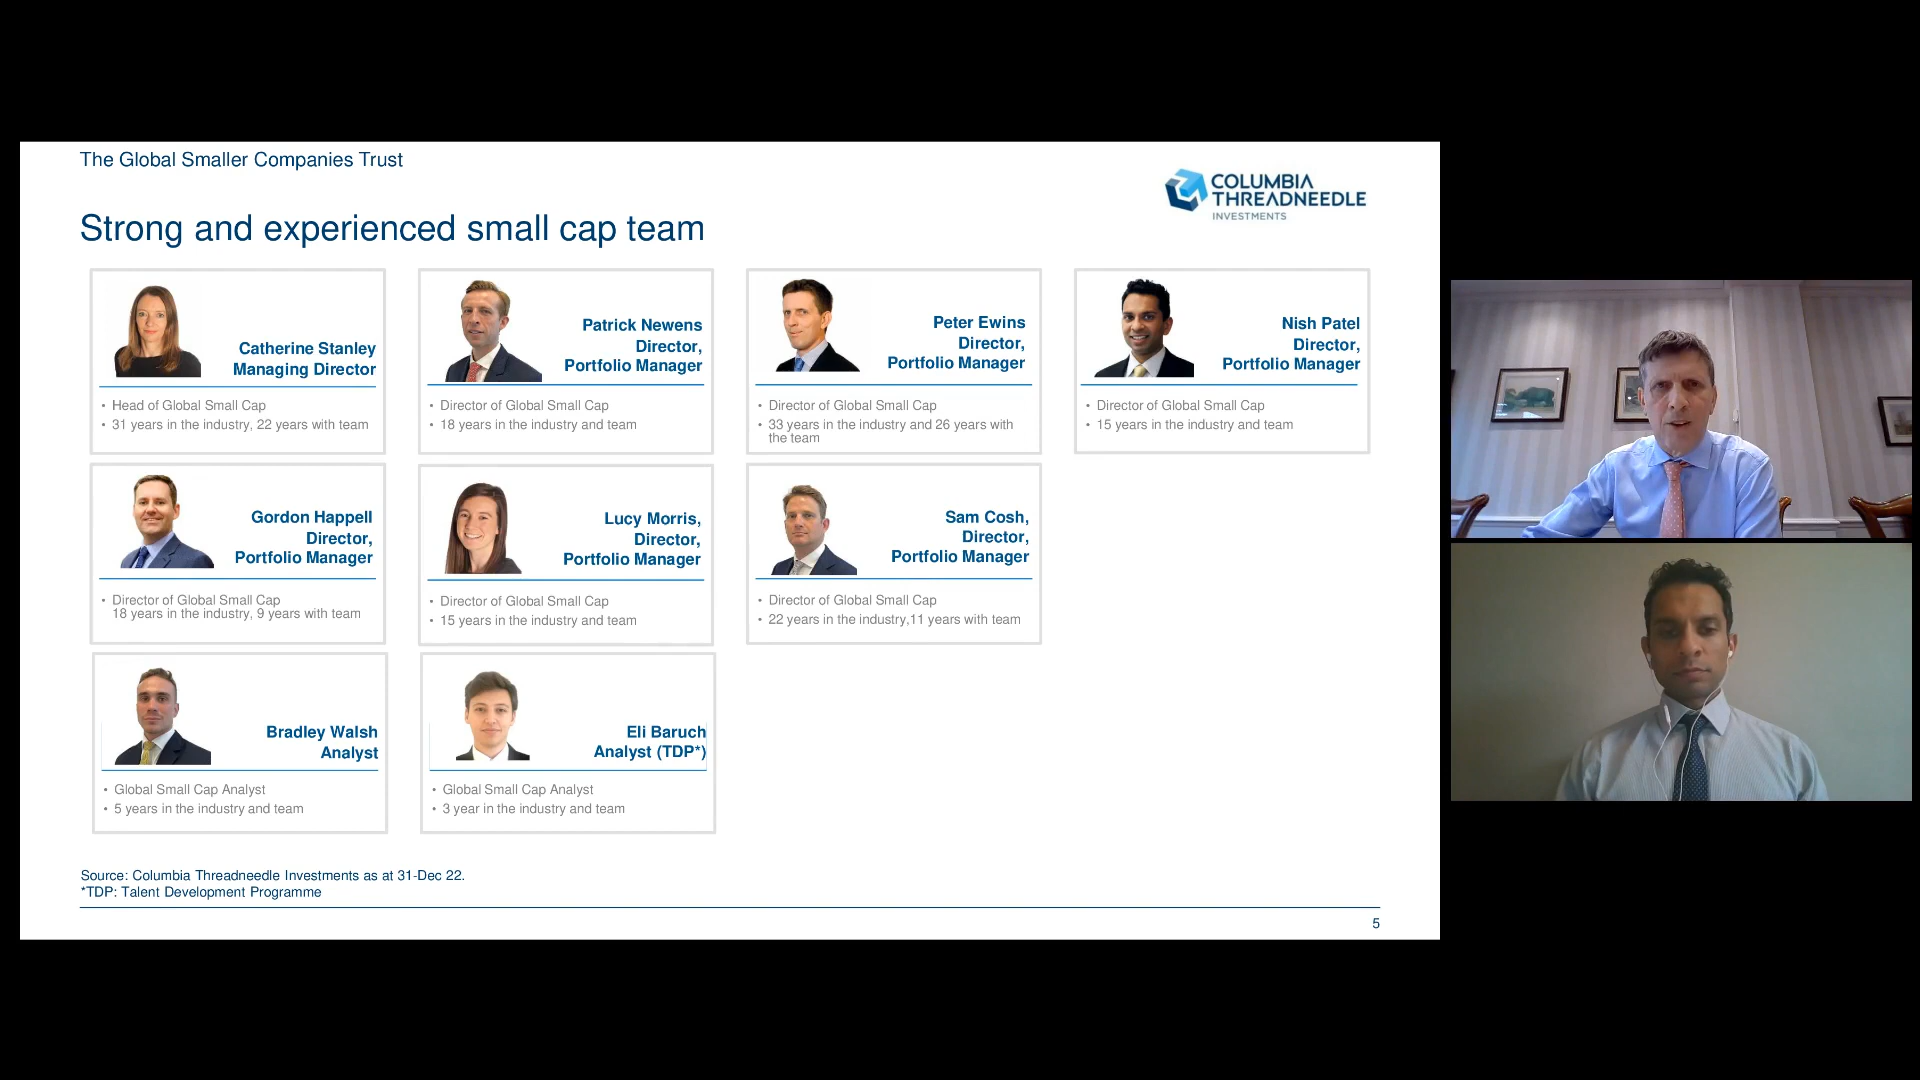 The Global Smaller Companies Trust
COLUMBIA
THREADNEEDLE
INVESTMENTS
Strong and experienced small cap team
Catherine Stanley
Managing Director
• Head of Global Small Cap
• 31 years in the industry, 22 years with team
Patrick Newens
Director,
Portfolio Manager
• Director of Global Small Cap
• 18 years in the industry and team
Peter Ewins
Director,
Portfolio Manager
• Director of Global Small Cap
• 33 years in the industry and 26 years with
the team
Nish Patel
Director,
Portfolio Manager
• Director of Global Small Cap
• 15 years in the industry and team
Gordon Happell
Director,
Portfolio Manager
• Director of Global Small Cap
18 years in the industry, 9 years with team
Lucy Morris,
Director,
Portfolio Manager
• Director of Global Small Cap
• 15 years in the industry and team
Sam Cosh,
Director,
Portfolio Manager
• Director of Global Small Cap
• 22 years in the industry,11 years with team
Bradley Walsh
Analyst
• Global Small Cap Analyst
• 5 years in the industry and team
Eli Baruch
Analyst (TDP*)
• Global Small Cap Analyst
• 3 year in the industry and team
Source: Columbia Threadneedle Investments as at 31-Dec 22.
*TDP: Talent Development Programme
5